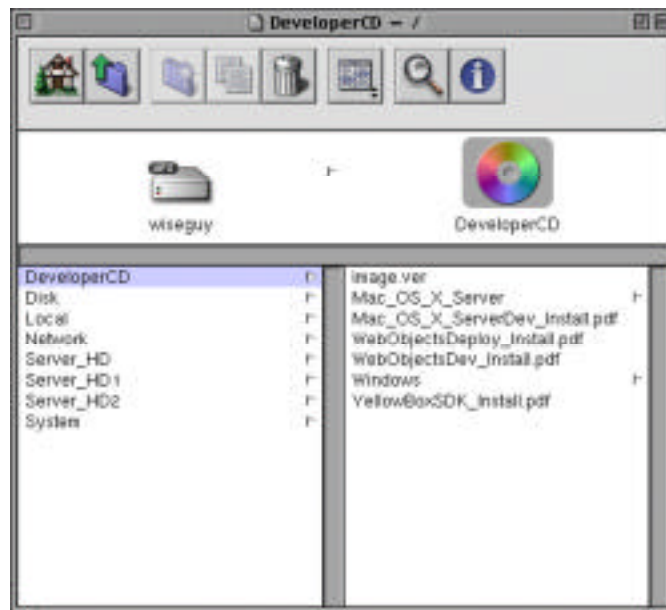 DeveloperCD — /
wiseguy
DeveloperCD
DeveloperCD
Disk
Local
Network
Server_HD
Server_HD1
Server_HD2
System
image.ver
Mac_OS_X_Server
Mac_OS_X_ServerDev_Install.pdf
WebObjectsDeploy_Install.pdf
WebObjectsDev_Install.pdf
Windows
YellowBoxSDK_Install.pdf